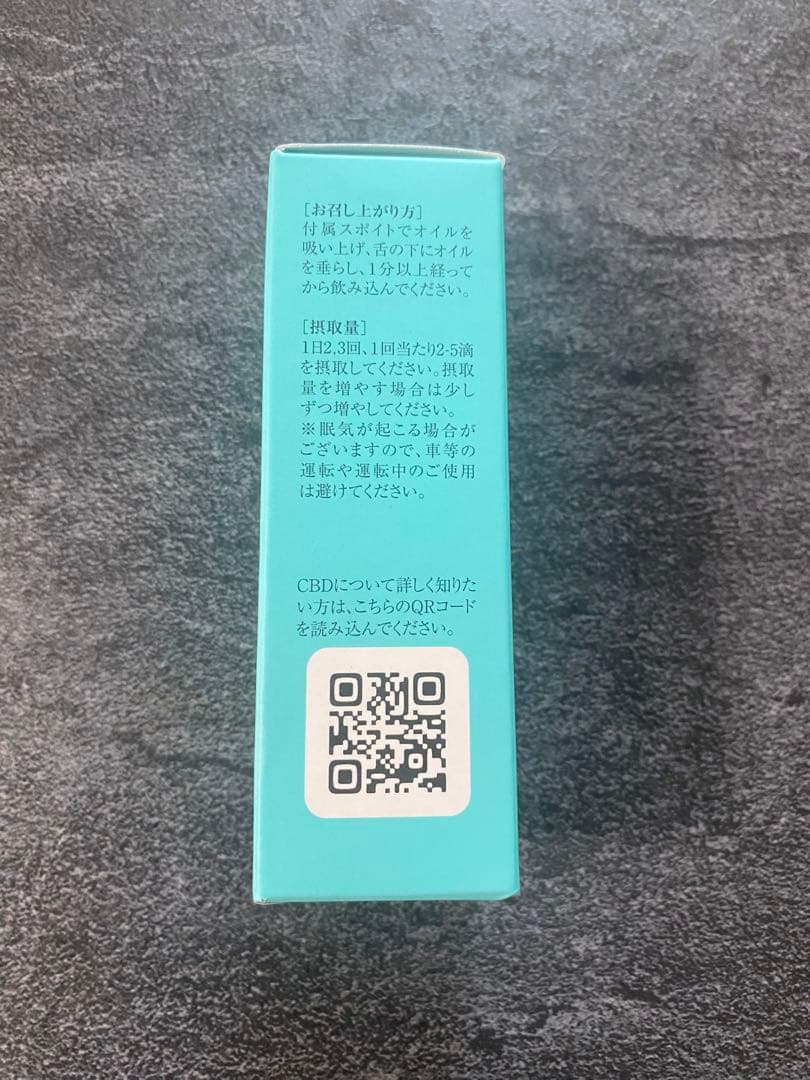 [お召し上がり方]
付属スポイトでオイルを
吸い上げ、舌の下にオイル
を垂らし、1分以上経って
から飲み込んでください。
[摂取量]
1日2,3回、1回当たり2-5滴
を摂取してください。摂取
量を増やす場合は少し
ずつ増やしてください。
※眠気が起こる場合が
ございますので、車等の
運転や運転中のご使用
は避けてください。
CBDについて詳しく知りた
い方は、こちらのQRコード
を読み込んでください。